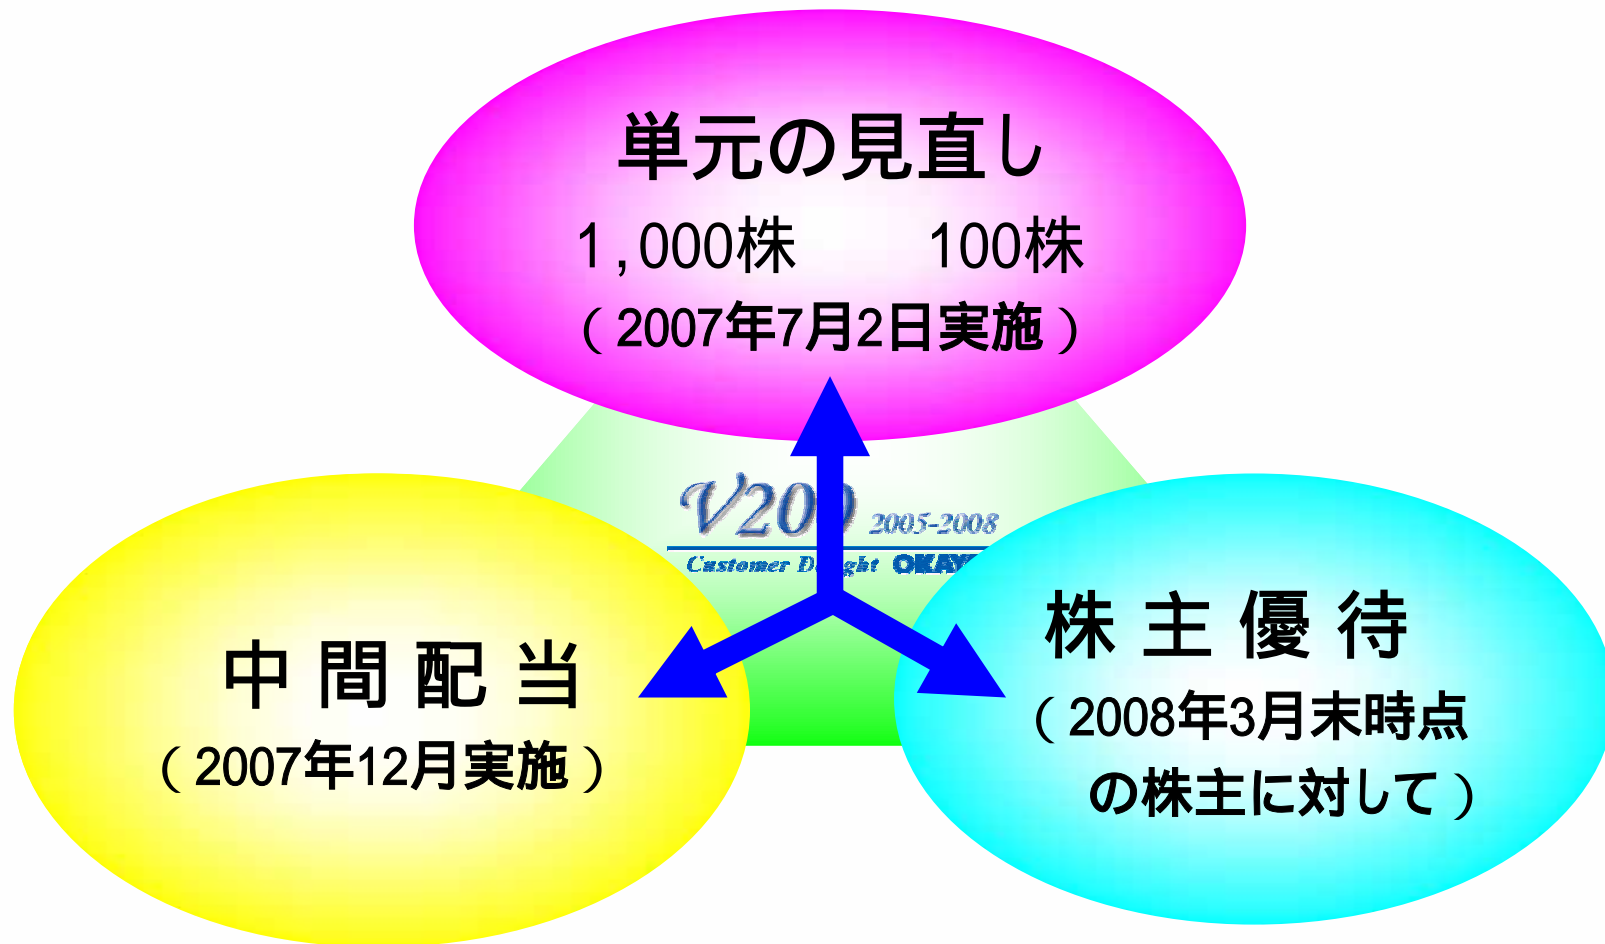 単元の見直し
1,000株 100株
(2007年7月2日実施)
2005-2008
Customer
中間配当
(2007年12月実施)
株主優待
(2008年3月末時点
の株主に対して)